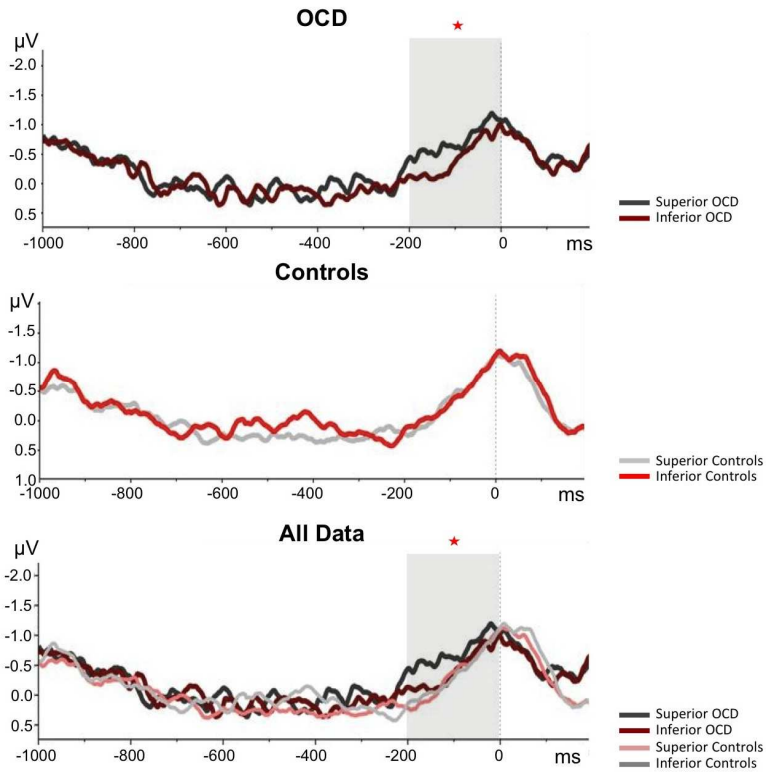 OCD
µV
-2.0
-1.5
-1.0
-0.5
0.0
0.5
-1000 -800 -600 -400 -200 0 ms
Superior OCD
Inferior OCD
Controls
µV
-1.5
-1.0
-0.5
0.0
0.5
1.0
-1000 -800 -600 -400 -200 0 ms
Superior Controls
Inferior Controls
All Data
µV
-2.0
-1.5
-1.0
-0.5
0.0
0.5
-1000 -800 -600 -400 -200 0 ms
Superior OCD
Inferior OCD
Superior Controls
Inferior Controls